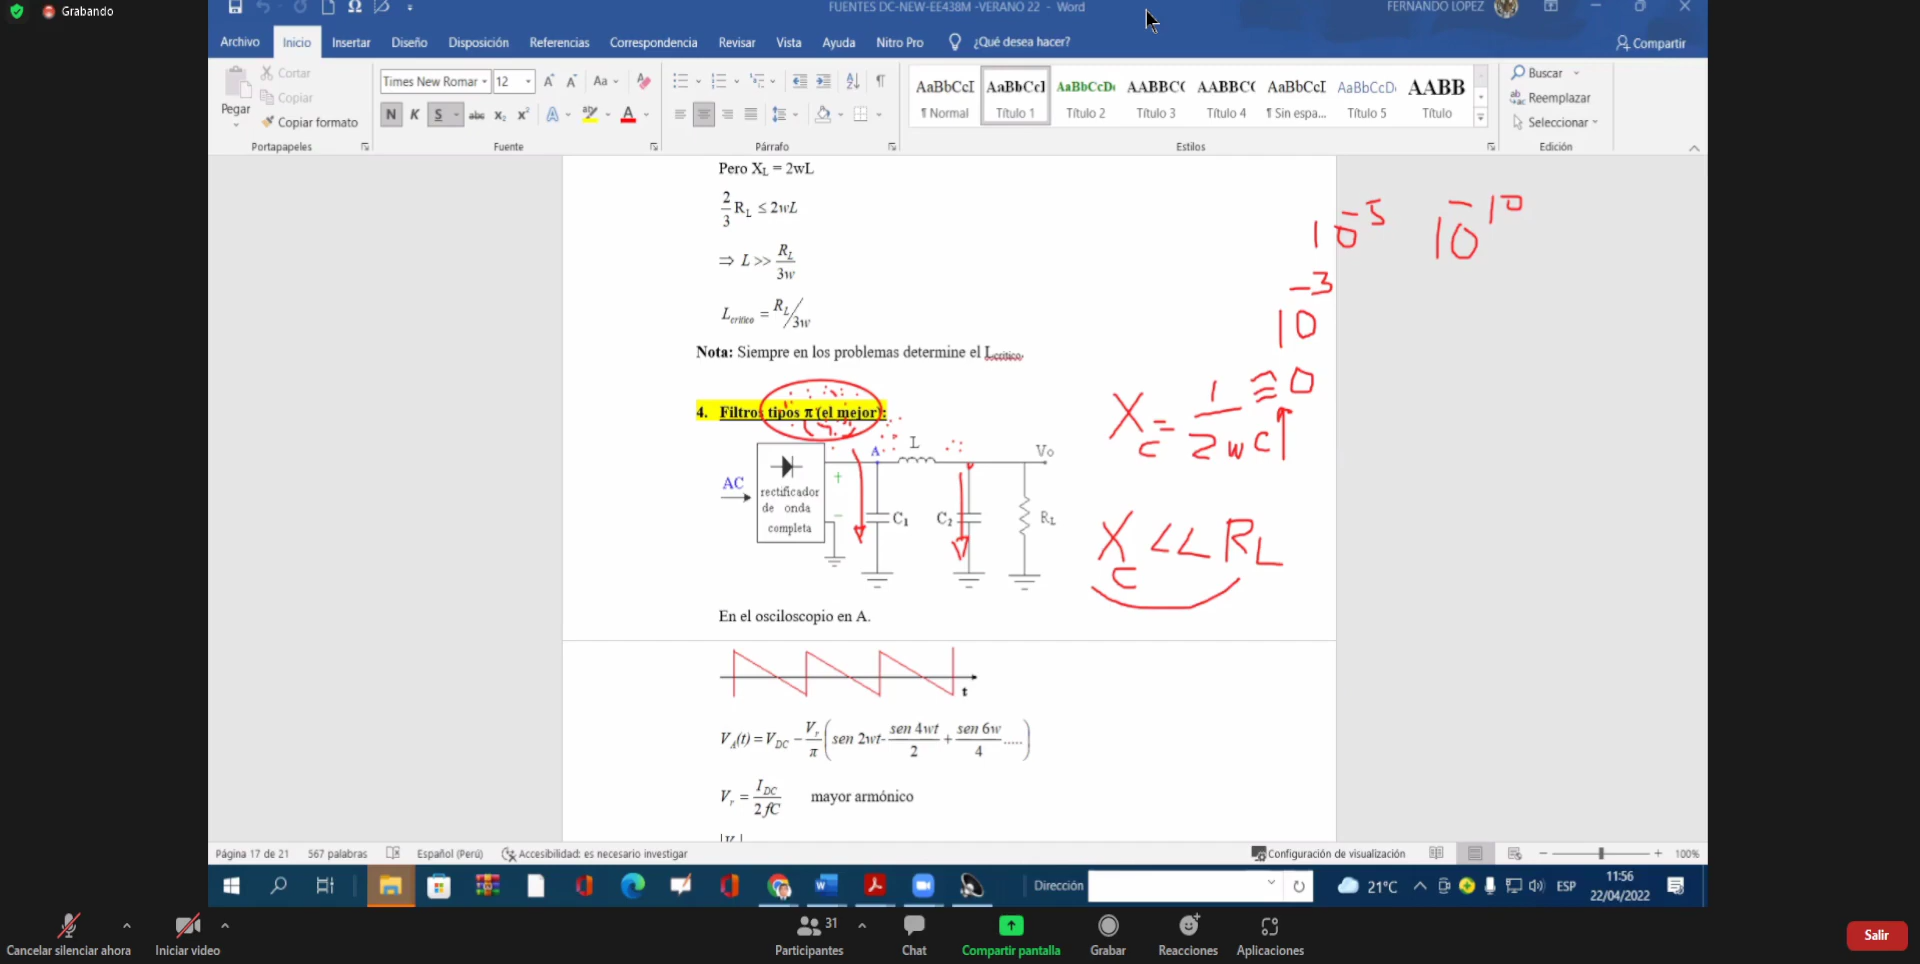 Grabando
FUENTES DC-NEW-EE438M -VERANO 22 - Word
FERNANDO LOPEZ
Archivo Inicio Insertar Diseño Disposición Referencias Correspondencia Revisar Vista Ayuda Nitro Pro ¿Qué desea hacer? Compartir
Pegar
Cortar
Copiar
Copiar formato
Portapapeles
Times New Romar 12
Aa
N K S abc x₂ x²
Fuente
Párrafo
AaBbCcI AaBbCcI AaBbCcDc AABBC( AABBC( AaBbCcI AaBbCcDc AABB
¶ Normal Título 1 Título 2 Título 3 Título 4 ¶ Sin espa... Título 5 Título
Estilos
Buscar
Reemplazar
Seleccionar
Edición
Pero X_L = 2wL
2/3 R_L ≤ 2wL
⇒ L >> R_L/3w
L_critico = R_L/3w
Nota: Siempre en los problemas determine el L_critico.
4. Filtros tipos π (el mejor):
AC
rectificador
de onda
completa
+
−
A
L
Vo
C₁
C₂
R_L
En el osciloscopio en A.
t
V_A(t) = V_DC − V_r/π (sen 2wt- sen 4wt/2 + sen 6w/4 .....)
V_r = I_DC/2fC mayor armónico
10⁻⁵ 10⁻¹⁰
10⁻³
X_C = 1/2wC ≅ 0
X_C << R_L
Página 17 de 21 567 palabras Español (Perú) Accesibilidad: es necesario investigar Configuración de visualización 100%
Dirección 21°C ESP 11:56
22/04/2022
Cancelar silenciar ahora Iniciar video Participantes 31 Chat Compartir pantalla Grabar Reacciones Aplicaciones Salir